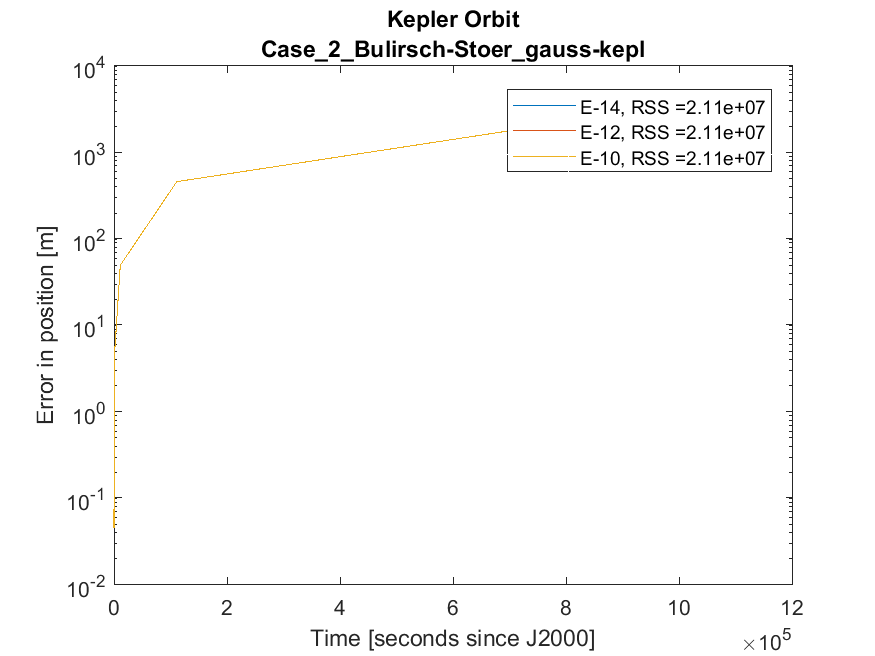 Kepler Orbit
Case_2_Bulirsch-Stoer_gauss-kepl
10^4
10^3
10^2
10^1
10^0
10^-1
10^-2
Error in position [m]
E-14, RSS =2.11e+07
E-12, RSS =2.11e+07
E-10, RSS =2.11e+07
0 2 4 6 8 10 12
Time [seconds since J2000]
×10^5